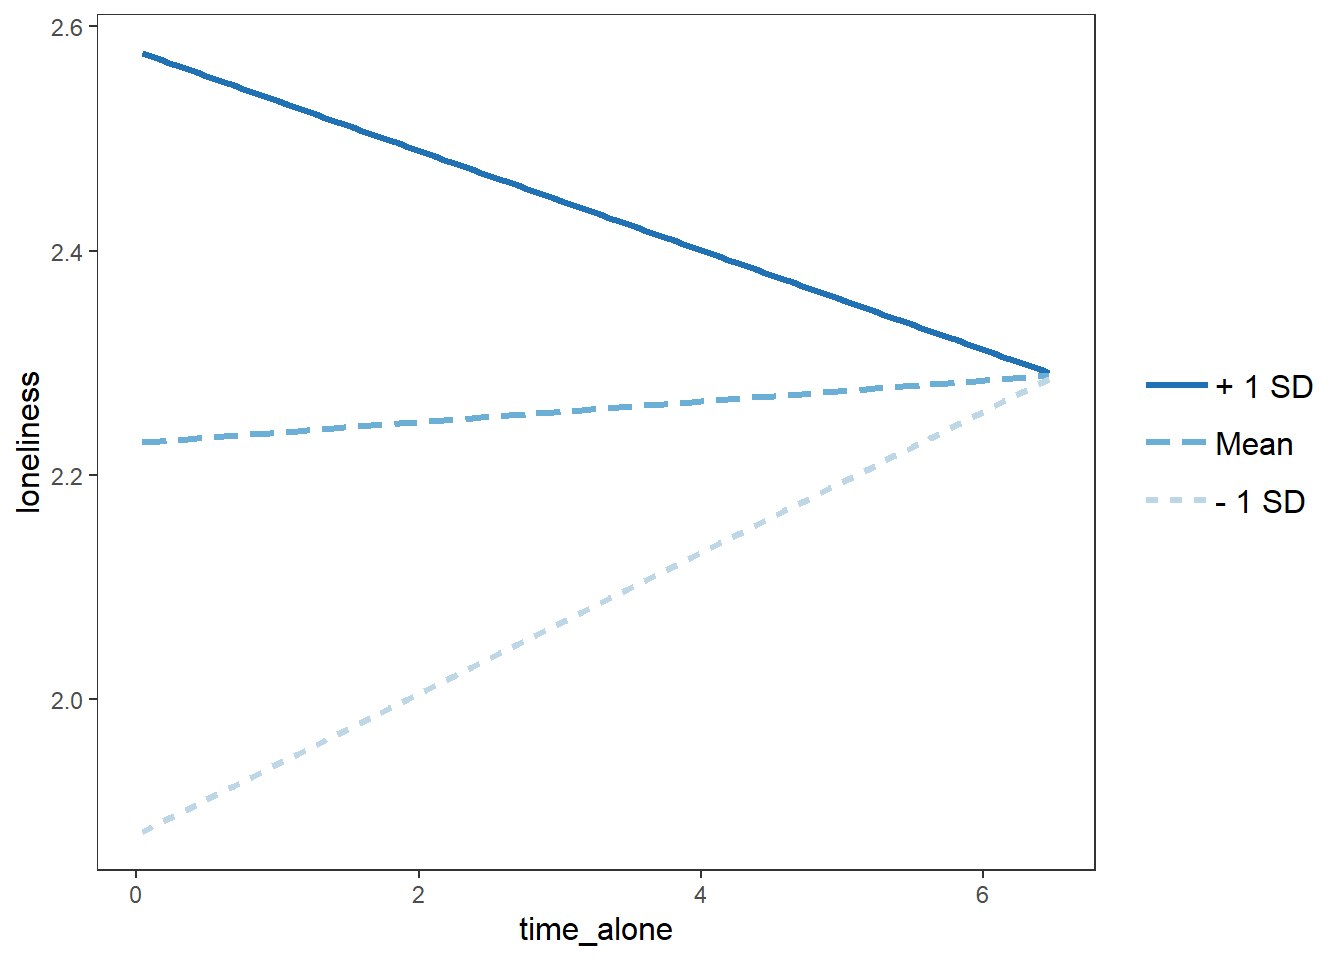 2.6
2.4
2.2
2.0
loneliness
0 2 4 6
time_alone
+ 1 SD
Mean
- 1 SD